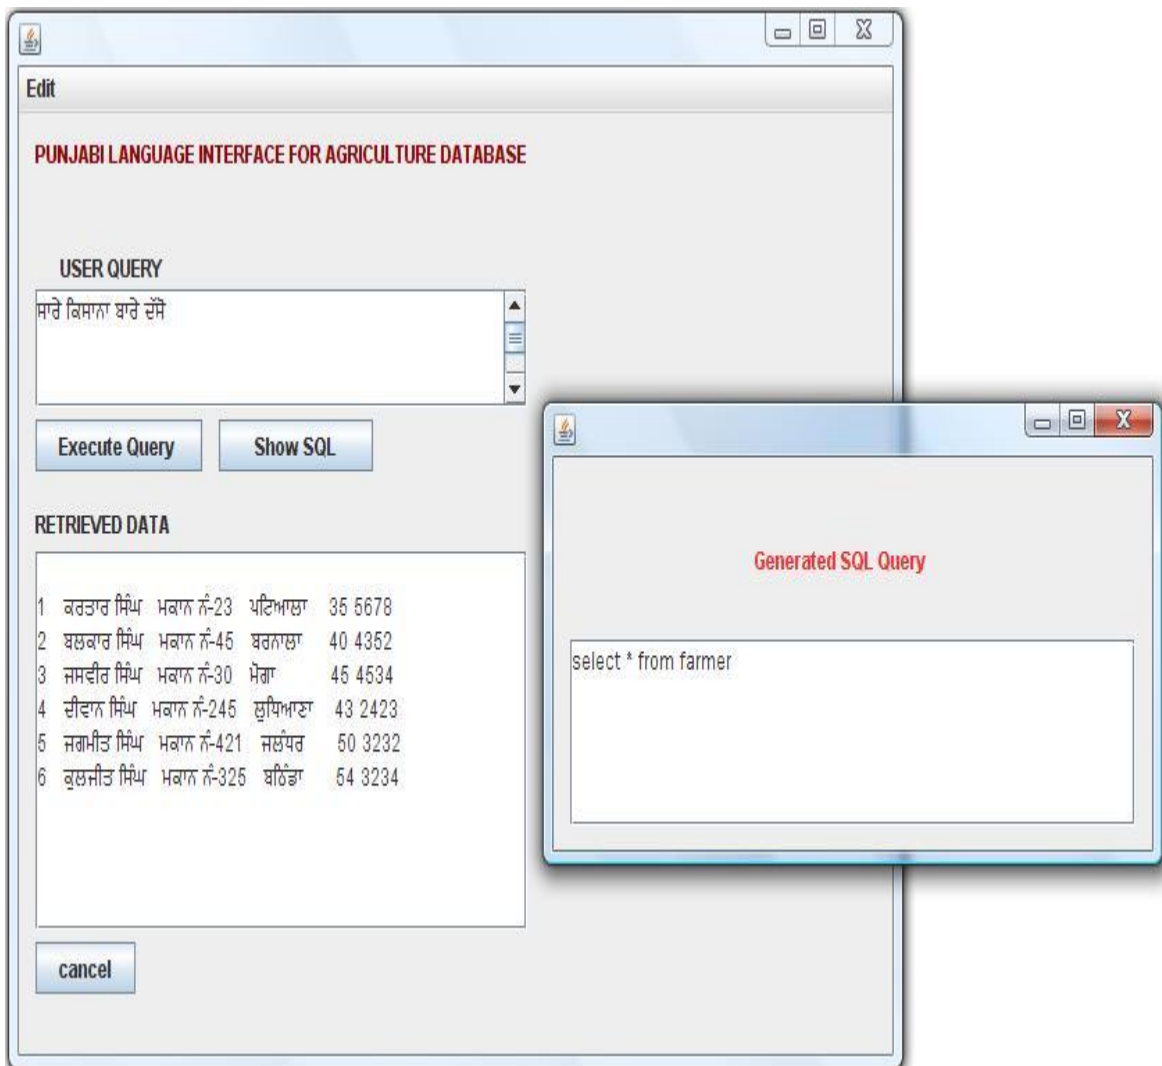 Edit
PUNJABI LANGUAGE INTERFACE FOR AGRICULTURE DATABASE
USER QUERY
ਸਾਰੇ ਕਿਸਾਨਾ ਬਾਰੇ ਦੱਸੋ
Execute Query Show SQL
RETRIEVED DATA
1 ਕਰਤਾਰ ਸਿੰਘ ਮਕਾਨ ਨੰ-23 ਪਟਿਆਲਾ 35 5678
2 ਬਲਕਾਰ ਸਿੰਘ ਮਕਾਨ ਨੰ-45 ਬਰਨਾਲਾ 40 4352
3 ਜਸਵੀਰ ਸਿੰਘ ਮਕਾਨ ਨੰ-30 ਮੋਗਾ 45 4534
4 ਦੀਵਾਨ ਸਿੰਘ ਮਕਾਨ ਨੰ-245 ਲੁਧਿਆਣਾ 43 2423
5 ਜਗਮੀਤ ਸਿੰਘ ਮਕਾਨ ਨੰ-421 ਜਲੰਧਰ 50 3232
6 ਕੁਲਜੀਤ ਸਿੰਘ ਮਕਾਨ ਨੰ-325 ਬਠਿੰਡਾ 54 3234
cancel
Generated SQL Query
select * from farmer